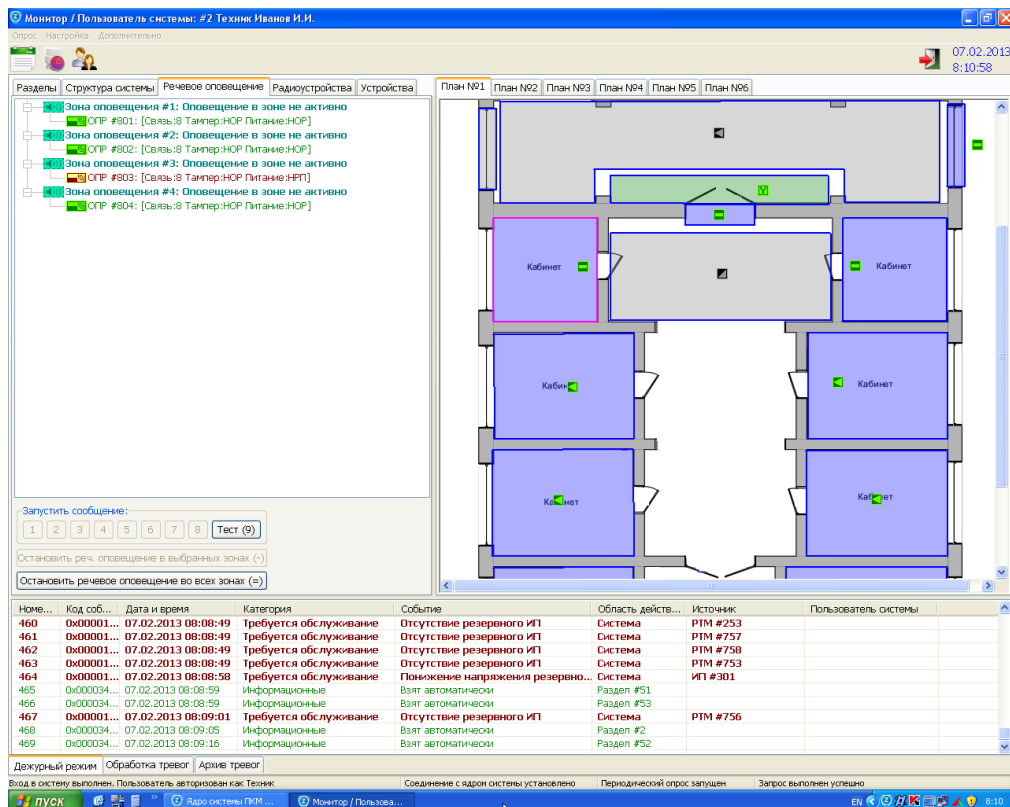 Монитор / Пользователь системы: #2 Техник Иванов И.И.
Опрос Настройка Дополнительно
07.02.2013
8:10:58
Разделы Структура системы Речевое оповещение Радиоустройства Устройства
План №1 План №2 План №3 План №4 План №5 План №6
Зона оповещения #1: Оповещение в зоне не активно
ОПР #801: [Связь:8 Тампер:НОР Питание:НОР]
Зона оповещения #2: Оповещение в зоне не активно
ОПР #802: [Связь:8 Тампер:НОР Питание:НОР]
Зона оповещения #3: Оповещение в зоне не активно
ОПР #803: [Связь:8 Тампер:НОР Питание:НРП]
Зона оповещения #4: Оповещение в зоне не активно
ОПР #804: [Связь:8 Тампер:НОР Питание:НОР]
Кабинет Кабинет
Кабинет
Кабинет
Запустить сообщение:
1 2 3 4 5 6 7 8 Тест (9)
Остановить реч. оповещение в выбранных зонах (-)
Остановить речевое оповещение во всех зонах (=)
Номе... Код соб... Дата и время Категория Событие Область действ... Источник Пользователь системы
460 0x00001... 07.02.2013 08:08:49 Требуется обслуживание Отсутствие резервного ИП Система РТМ #253
461 0x00001... 07.02.2013 08:08:49 Требуется обслуживание Отсутствие резервного ИП Система РТМ #757
462 0x00001... 07.02.2013 08:08:49 Требуется обслуживание Отсутствие резервного ИП Система РТМ #758
463 0x00001... 07.02.2013 08:08:49 Требуется обслуживание Отсутствие резервного ИП Система РТМ #753
464 0x00001... 07.02.2013 08:08:58 Требуется обслуживание Понижение напряжения резервно... Система ИП #301
465 0x000034... 07.02.2013 08:08:59 Информационные Взят автоматически Раздел #51
466 0x000034... 07.02.2013 08:08:59 Информационные Взят автоматически Раздел #53
467 0x00001... 07.02.2013 08:09:01 Требуется обслуживание Отсутствие резервного ИП Система РТМ #756
468 0x000034... 07.02.2013 08:09:05 Информационные Взят автоматически Раздел #2
469 0x000034... 07.02.2013 08:09:16 Информационные Взят автоматически Раздел #52
Дежурный режим Обработка тревог Архив тревог
Вход в систему выполнен. Пользователь авторизован как Техник Соединение с ядром системы установлено Периодический опрос запущен Запрос выполнен успешно
пуск Ядро системы ПКМ ... Монитор / Пользова... EN 8:10